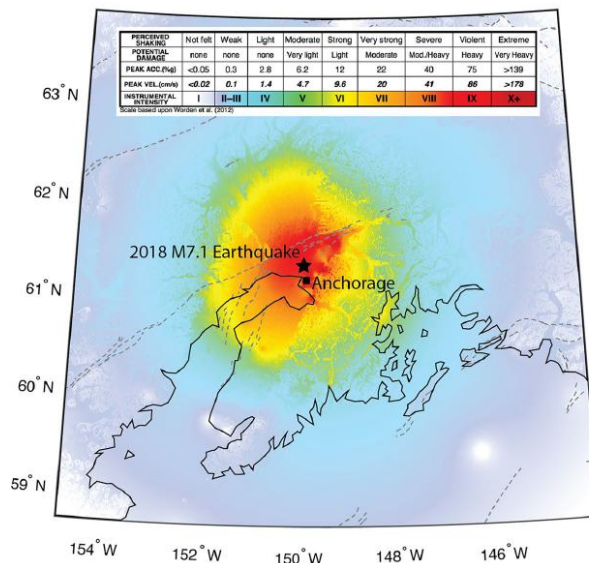 PERCEIVED SHAKING Not felt Weak Light Moderate Strong Very strong Severe Violent Extreme
POTENTIAL DAMAGE none none none Very light Light Moderate Mod./Heavy Heavy Very Heavy
PEAK ACC.(%g) <0.05 0.3 2.8 6.2 12 22 40 75 >139
PEAK VEL.(cm/s) <0.02 0.1 1.4 4.7 9.6 20 41 86 >178
INSTRUMENTAL INTENSITY I II–III IV V VI VII VIII IX X+
Scale based upon Worden et al. (2012)
63°N
62°N
2018 M7.1 Earthquake
61°N
Anchorage
60°N
59°N
154°W 152°W 150°W 148°W 146°W